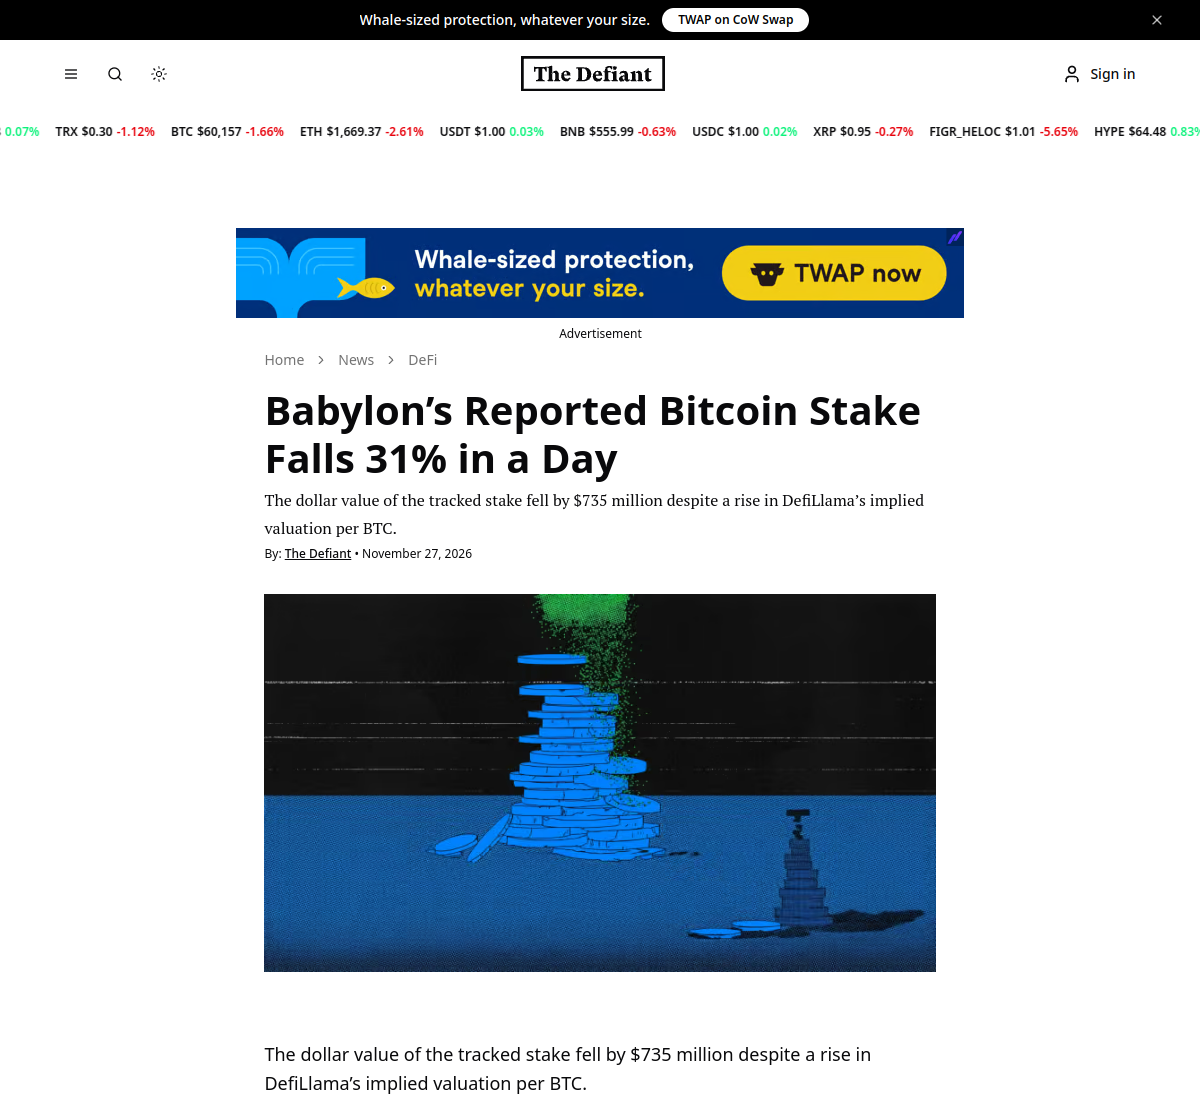 Whale-sized protection, whatever your size. TWAP on CoW Swap
The Defiant
Sign in
0.07% TRX $0.30 -1.12% BTC $60,157 -1.66% ETH $1,669.37 -2.61% USDT $1.00 0.03% BNB $555.99 -0.63% USDC $1.00 0.02% XRP $0.95 -0.27% FIGR_HELOC $1.01 -5.65% HYPE $64.48 0.83%
Whale-sized protection,
whatever your size.
TWAP now
Advertisement
Home > News > DeFi
Babylon’s Reported Bitcoin Stake
Falls 31% in a Day
The dollar value of the tracked stake fell by $735 million despite a rise in DefiLlama’s implied
valuation per BTC.
By: The Defiant • November 27, 2026
The dollar value of the tracked stake fell by $735 million despite a rise in
DefiLlama’s implied valuation per BTC.